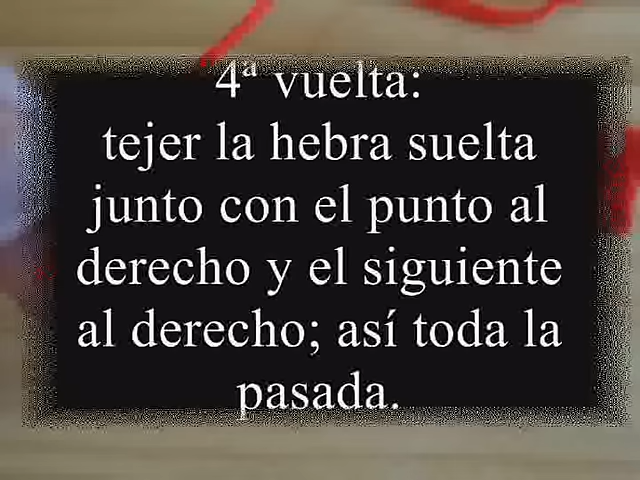 4ª vuelta:
tejer la hebra suelta
junto con el punto al
derecho y el siguiente
al derecho; así toda la
pasada.